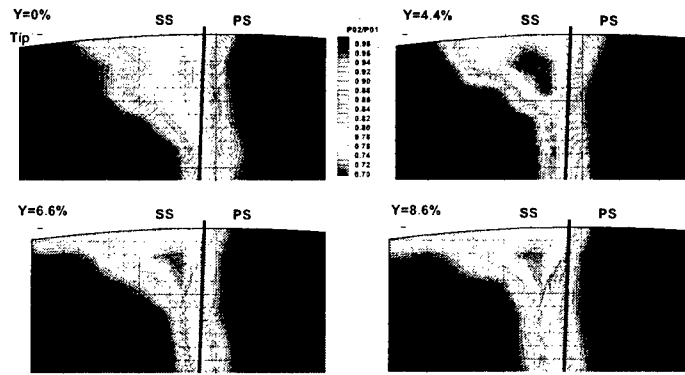 Y=0%
SS
PS
Tip
P02/P01
0.98
0.96
0.94
0.92
0.90
0.88
0.86
0.84
0.82
0.80
0.78
0.76
0.74
0.72
0.70
Y=4.4%
SS
PS
Y=6.6%
SS
PS
Y=8.6%
SS
PS